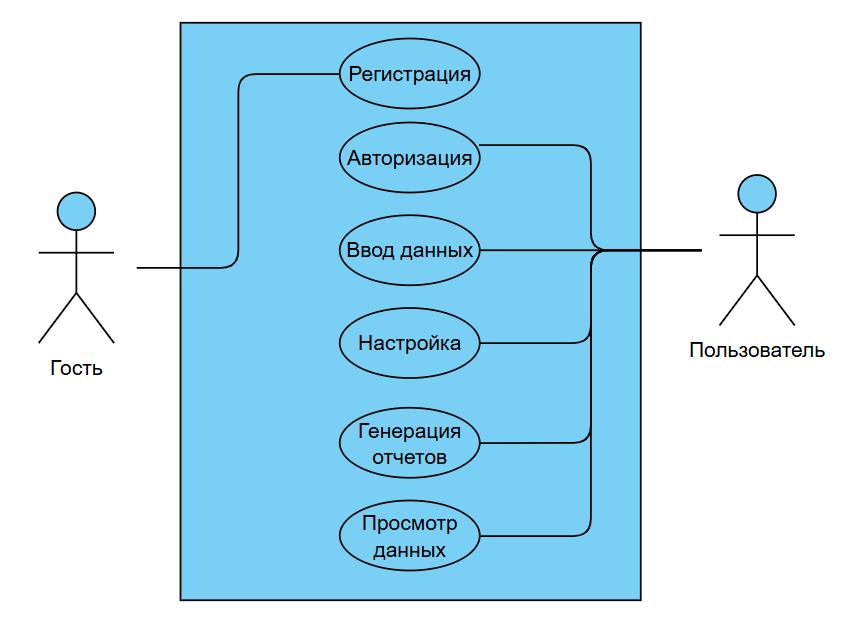 Регистрация
Авторизация
Ввод данных
Настройка
Генерация
отчетов
Просмотр
данных
Гость
Пользователь